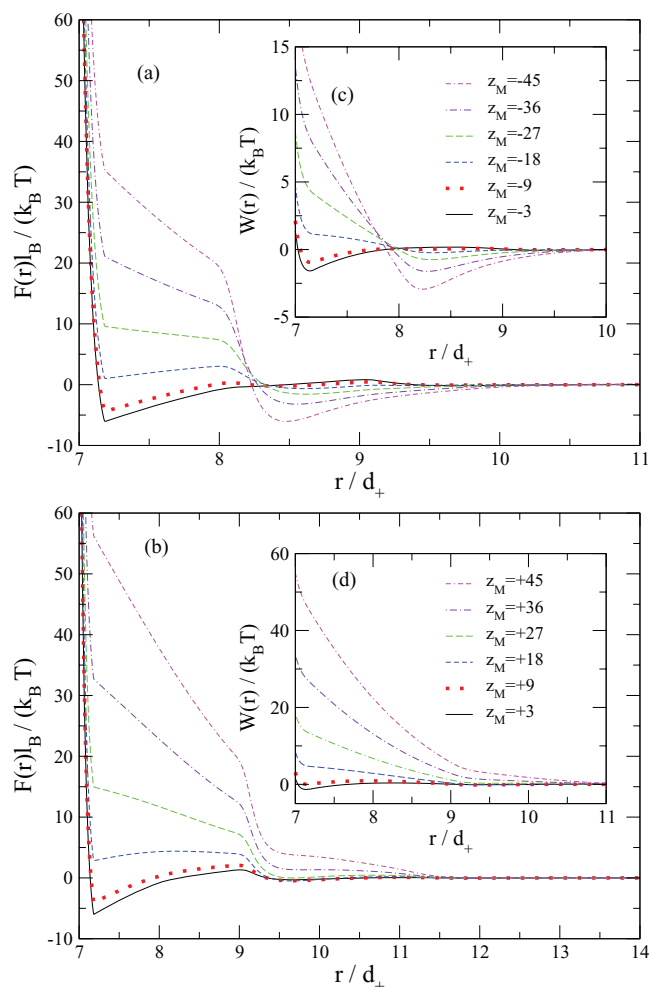 60
50
40
30
20
10
0
-10
F(r)l_B / (k_B T)
(a)
7 8 9 10 11
r / d_+
15
10
5
0
-5
W(r) / (k_B T)
(c)
z_M=-45
z_M=-36
z_M=-27
z_M=-18
z_M=-9
z_M=-3
7 8 9 10
r / d_+
60
50
40
30
20
10
0
-10
F(r)l_B / (k_B T)
(b)
7 8 9 10 11 12 13 14
r / d_+
60
40
20
0
W(r) / (k_B T)
(d)
z_M=+45
z_M=+36
z_M=+27
z_M=+18
z_M=+9
z_M=+3
7 8 9 10 11
r / d_+